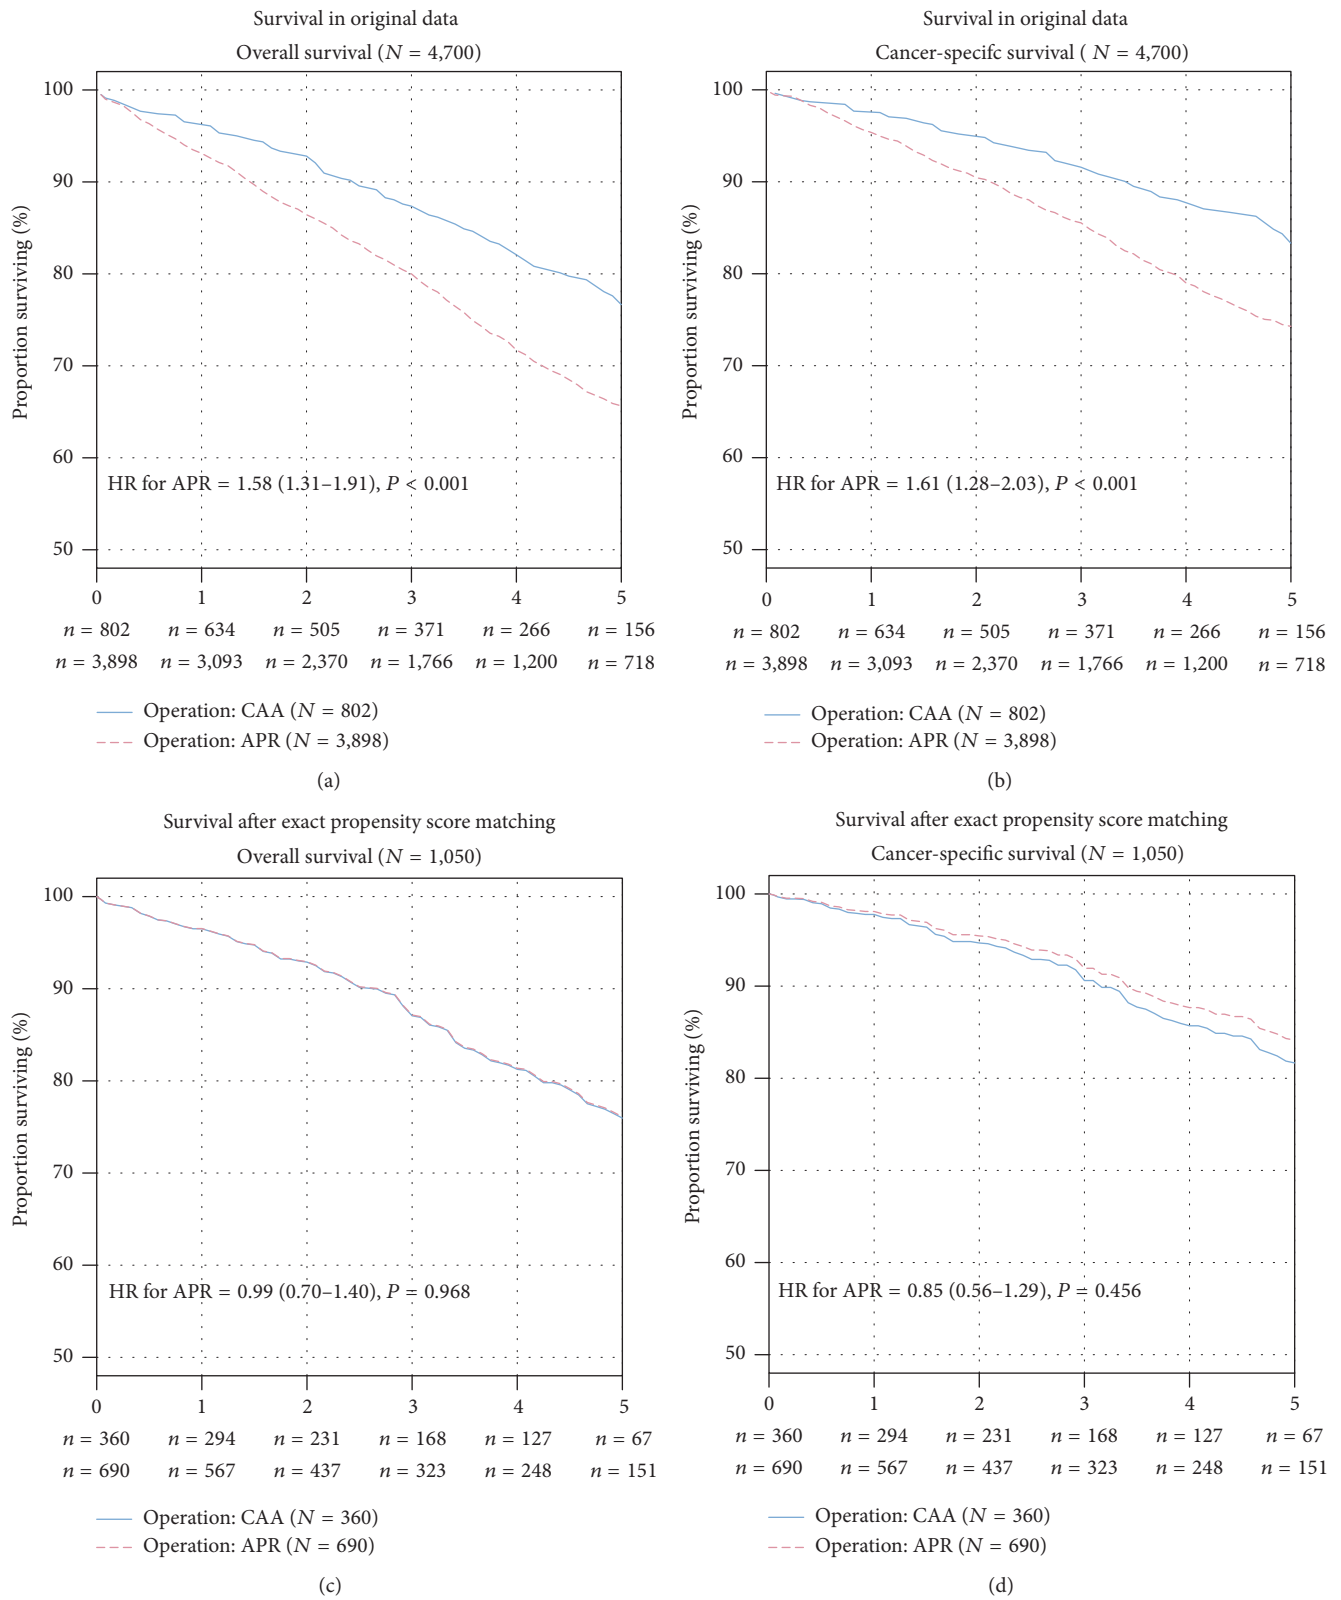 Survival in original data
Overall survival (N = 4,700)
100
90
80
70
60
50
Proportion surviving (%)
HR for APR = 1.58 (1.31–1.91), P < 0.001
0 1 2 3 4 5
n = 802 n = 634 n = 505 n = 371 n = 266 n = 156
n = 3,898 n = 3,093 n = 2,370 n = 1,766 n = 1,200 n = 718
Operation: CAA (N = 802)
Operation: APR (N = 3,898)
(a)
Survival in original data
Cancer-specifc survival ( N = 4,700)
100
90
80
70
60
50
Proportion surviving (%)
HR for APR = 1.61 (1.28–2.03), P < 0.001
0 1 2 3 4 5
n = 802 n = 634 n = 505 n = 371 n = 266 n = 156
n = 3,898 n = 3,093 n = 2,370 n = 1,766 n = 1,200 n = 718
Operation: CAA (N = 802)
Operation: APR (N = 3,898)
(b)
Survival after exact propensity score matching
Overall survival (N = 1,050)
100
90
80
70
60
50
Proportion surviving (%)
HR for APR = 0.99 (0.70–1.40), P = 0.968
0 1 2 3 4 5
n = 360 n = 294 n = 231 n = 168 n = 127 n = 67
n = 690 n = 567 n = 437 n = 323 n = 248 n = 151
Operation: CAA (N = 360)
Operation: APR (N = 690)
(c)
Survival after exact propensity score matching
Cancer-specific survival (N = 1,050)
100
90
80
70
60
50
Proportion surviving (%)
HR for APR = 0.85 (0.56–1.29), P = 0.456
0 1 2 3 4 5
n = 360 n = 294 n = 231 n = 168 n = 127 n = 67
n = 690 n = 567 n = 437 n = 323 n = 248 n = 151
Operation: CAA (N = 360)
Operation: APR (N = 690)
(d)